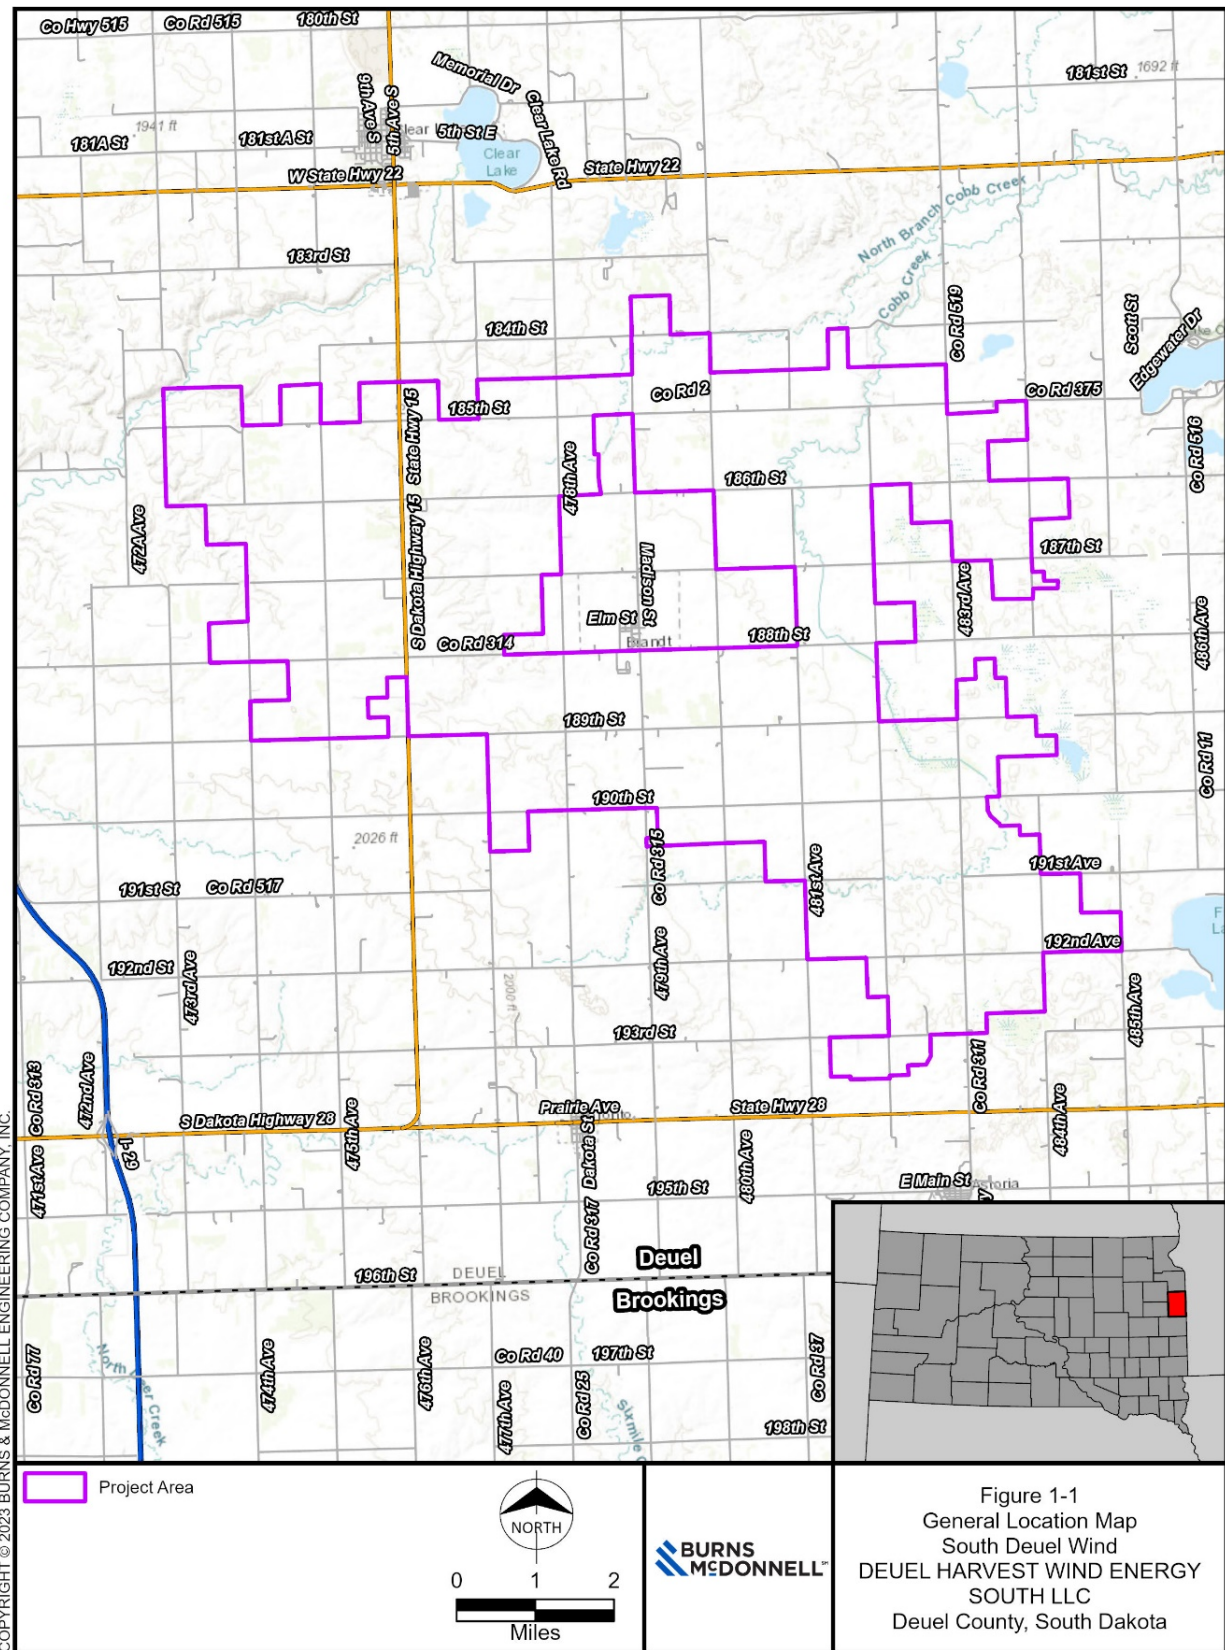 Co Hwy 515
Co Rd 515
180th St
Memorial Dr
181st St
1692 ft
9th Ave S
5th Ave S
Clear Lake Rd
1941 ft
181A St
181st A St
5th St E
Clear
Lake
W State Hwy 22
State Hwy 22
North Branch Cobb Creek
183rd St
Cobb Creek
Co Rd 519
Scott St
Edgewater Dr
184th St
Co Rd 2
Co Rd 375
185th St
State Hwy 15
Co Rd 516
478th Ave
186th St
472A Ave
S Dakota Highway 15
Madison St
187th St
483rd Ave
Elm St
188th St
Co Rd 314
Brandt
486th Ave
189th St
Co Rd 11
190th St
2026 ft
Co Rd 315
481st Ave
191st Ave
191st St
Co Rd 517
192nd Ave
192nd St
473rd Ave
479th Ave
2000 ft
485th Ave
193rd St
Co Rd 313
472nd Ave
Co Rd 311
Prairie Ave
State Hwy 28
S Dakota Highway 28
475th Ave
484th Ave
I-29
471st Ave
Dakota St
480th Ave
195th St
E Main St
Astoria
Co Rd 317
Deuel
196th St
DEUEL
BROOKINGS
Brookings
Co Rd 77
474th Ave
476th Ave
Co Rd 40
197th St
Co Rd 37
477th Ave
Co Rd 25
198th St
COPYRIGHT © 2023 BURNS & McDONNELL ENGINEERING COMPANY, INC.
Project Area
NORTH
0 1 2
Miles
BURNS
MCDONNELL
Figure 1-1
General Location Map
South Deuel Wind
DEUEL HARVEST WIND ENERGY
SOUTH LLC
Deuel County, South Dakota